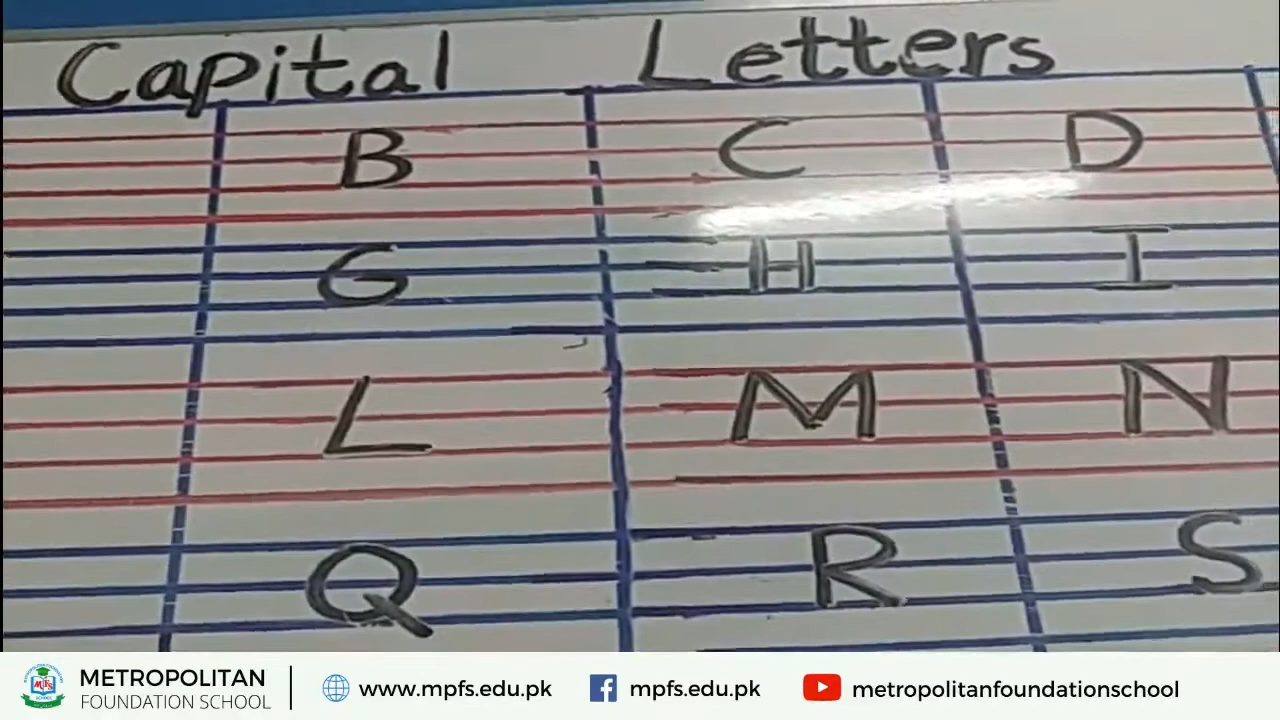 Capital Letters
B C D
G H I
L M N
Q R S
METROPOLITAN
FOUNDATION SCHOOL
www.mpfs.edu.pk
mpfs.edu.pk
metropolitanfoundationschool